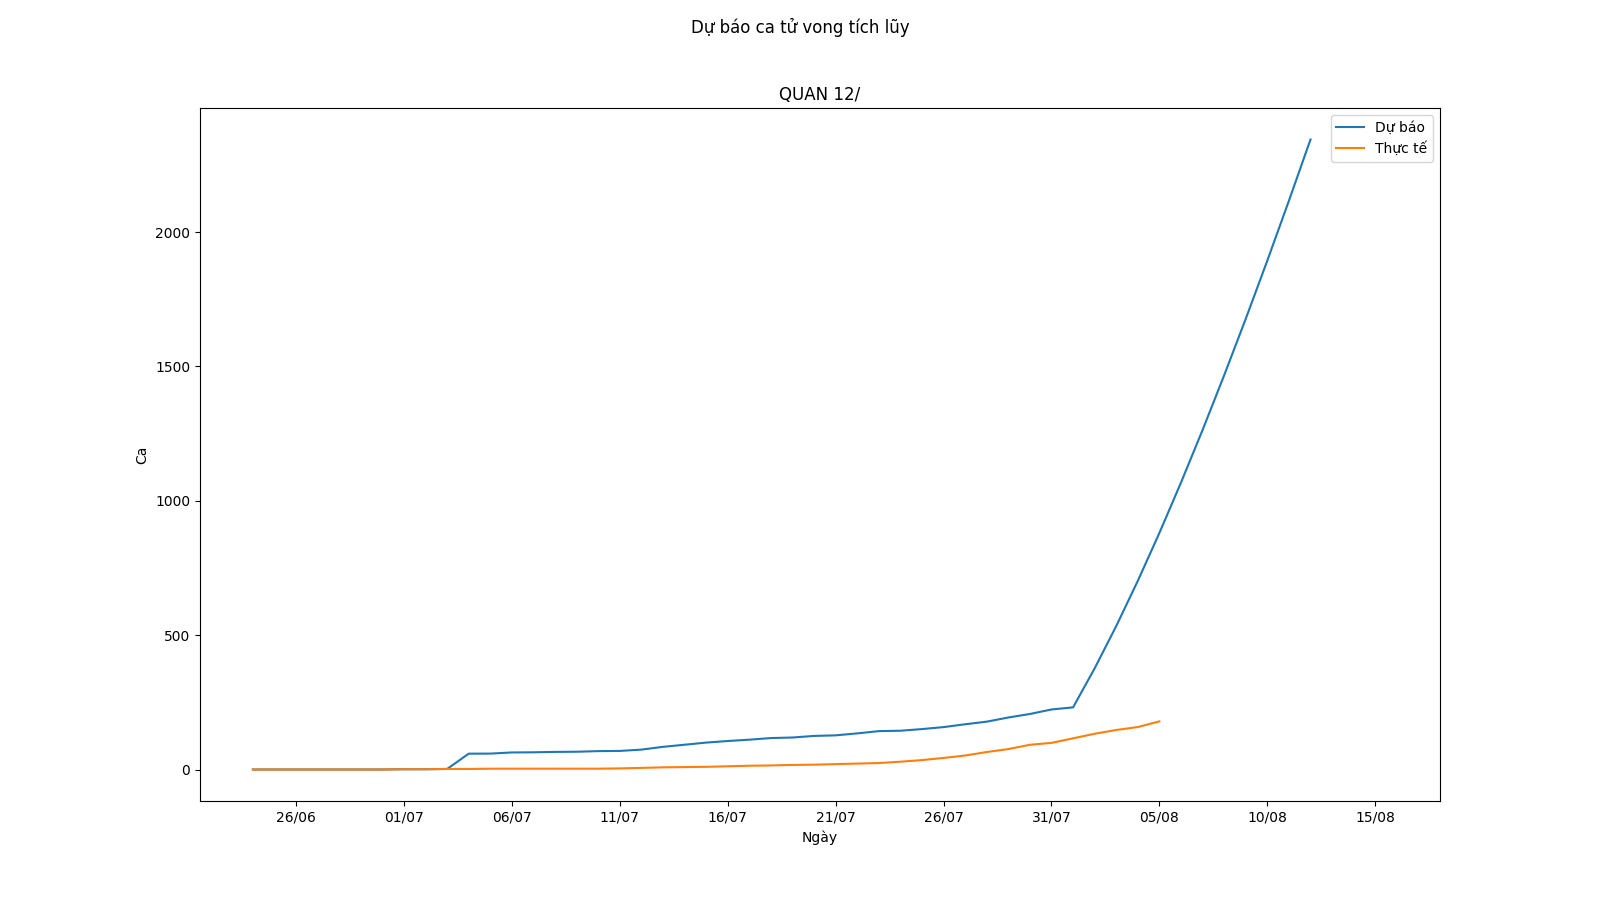 Dự báo ca tử vong tích lũy
QUAN 12/
Dự báo
Thực tế
Ca
2000
1500
1000
500
0
26/06 01/07 06/07 11/07 16/07 21/07 26/07 31/07 05/08 10/08 15/08
Ngày